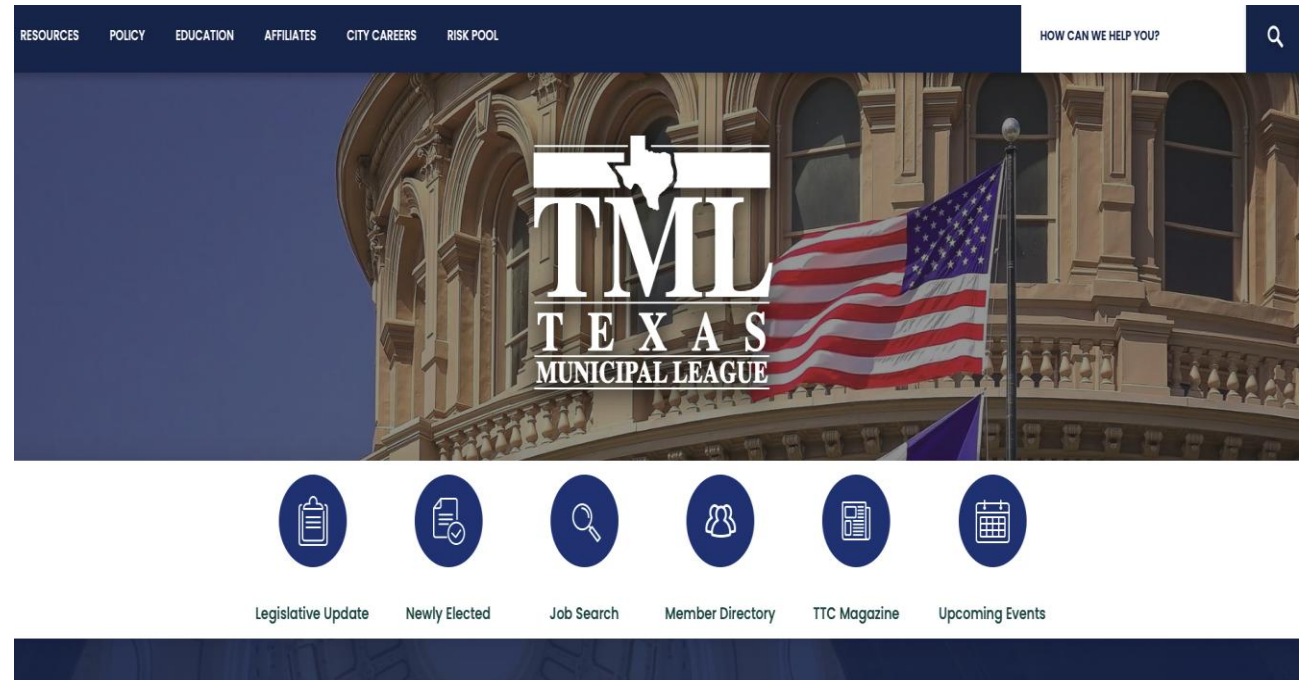 RESOURCES POLICY EDUCATION AFFILIATES CITY CAREERS RISK POOL HOW CAN WE HELP YOU?
TML
TEXAS
MUNICIPAL LEAGUE
Legislative Update Newly Elected Job Search Member Directory TTC Magazine Upcoming Events